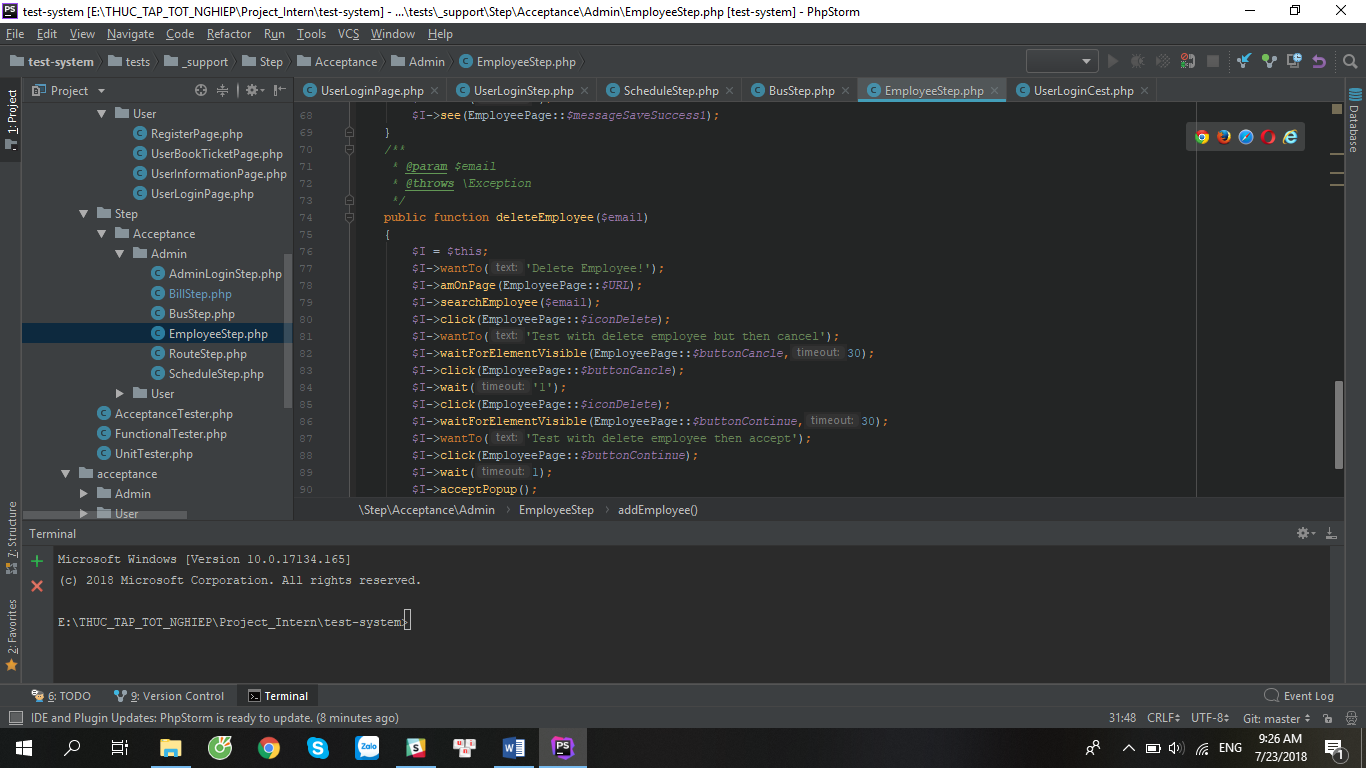 test-system [E:\THUC_TAP_TOT_NGHIEP\Project_Intern\test-system] - ...\tests\_support\Step\Acceptance\Admin\EmployeeStep.php [test-system] - PhpStorm
File Edit View Navigate Code Refactor Run Tools VCS Window Help
test-system tests _support Step Acceptance Admin EmployeeStep.php
1: Project
Project
User
RegisterPage.php
UserBookTicketPage.php
UserInformationPage.php
UserLoginPage.php
Step
Acceptance
Admin
AdminLoginStep.php
BillStep.php
BusStep.php
EmployeeStep.php
RouteStep.php
ScheduleStep.php
User
AcceptanceTester.php
FunctionalTester.php
UnitTester.php
acceptance
Admin
User
UserLoginPage.php UserLoginStep.php ScheduleStep.php BusStep.php EmployeeStep.php UserLoginCest.php
68 $I->see(EmployeePage::$messageSaveSuccess1);
69 }
70 /**
71 * @param $email
72 * @throws \Exception
73 */
74 public function deleteEmployee($email)
75 {
76 $I = $this;
77 $I->wantTo( text: 'Delete Employee!');
78 $I->amOnPage(EmployeePage::$URL);
79 $I->searchEmployee($email);
80 $I->click(EmployeePage::$iconDelete);
81 $I->wantTo( text: 'Test with delete employee but then cancel');
82 $I->waitForElementVisible(EmployeePage::$buttonCancle, timeout: 30);
83 $I->click(EmployeePage::$buttonCancle);
84 $I->wait( timeout: '1');
85 $I->click(EmployeePage::$iconDelete);
86 $I->waitForElementVisible(EmployeePage::$buttonContinue, timeout: 30);
87 $I->wantTo( text: 'Test with delete employee then accept');
88 $I->click(EmployeePage::$buttonContinue);
89 $I->wait( timeout: 1);
90 $I->acceptPopup();
\Step\Acceptance\Admin EmployeeStep addEmployee()
Database
7: Structure
2: Favorites
Terminal
Microsoft Windows [Version 10.0.17134.165]
(c) 2018 Microsoft Corporation. All rights reserved.
E:\THUC_TAP_TOT_NGHIEP\Project_Intern\test-system>
6: TODO 9: Version Control Terminal Event Log
IDE and Plugin Updates: PhpStorm is ready to update. (8 minutes ago) 31:48 CRLF UTF-8 Git: master
Zalo
ENG
9:26 AM
7/23/2018
1